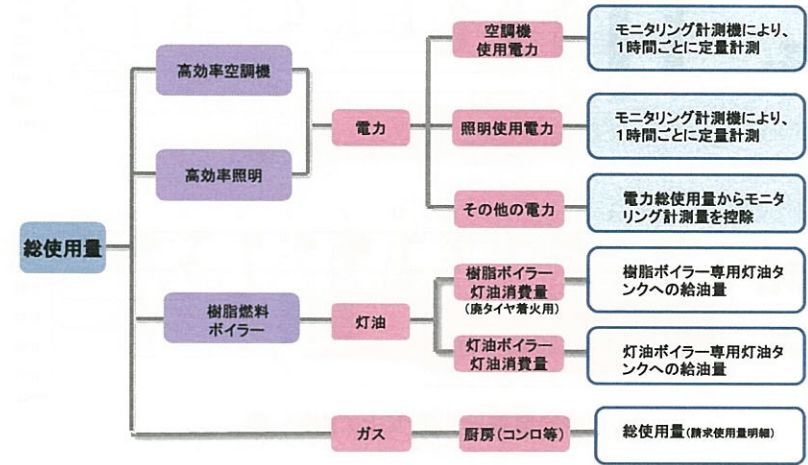 総使用量
高効率空調機
高効率照明
樹脂燃料
ボイラー
電力
灯油
ガス
空調機
使用電力
照明使用電力
その他の電力
樹脂ボイラー
灯油消費量
(廃タイヤ着火用)
灯油ボイラー
灯油消費量
厨房(コンロ等)
モニタリング計測機により、
1時間ごとに定量計測
モニタリング計測機により、
1時間ごとに定量計測
電力総使用量からモニタ
リング計測量を控除
樹脂ボイラー専用灯油タ
ンクへの給油量
灯油ボイラー専用灯油タ
ンクへの給油量
総使用量(請求使用量明細)